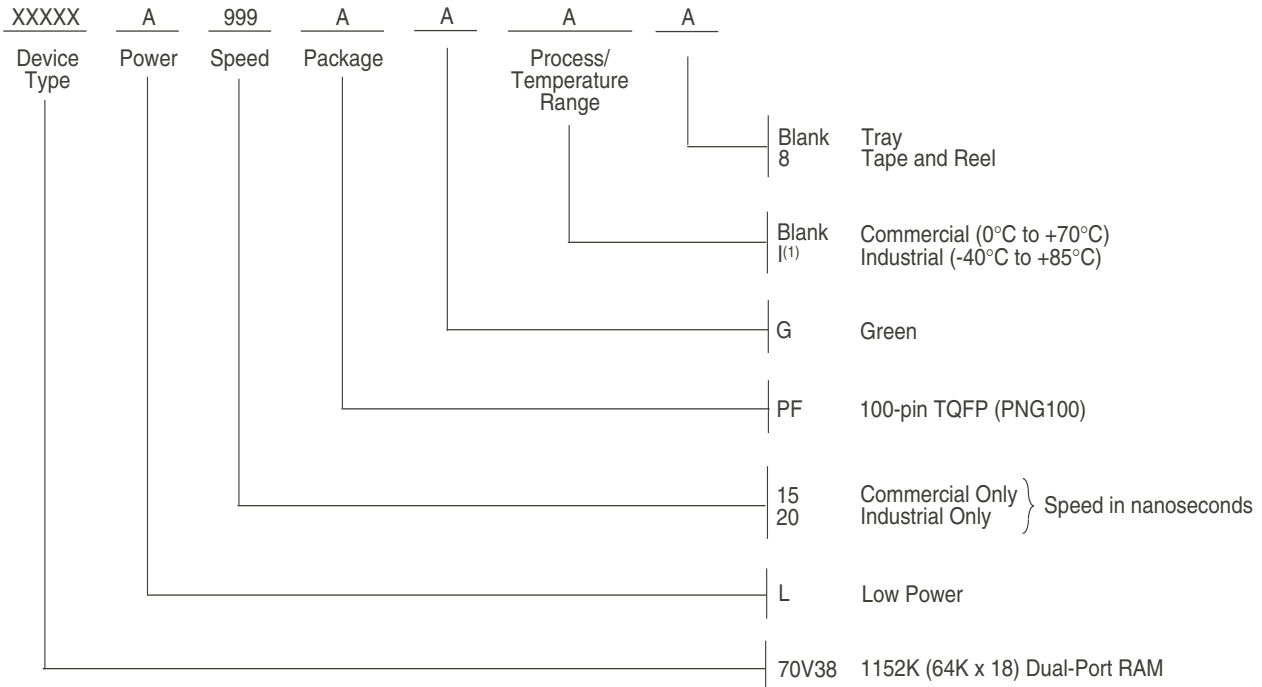 XXXXX A 999 A A A A
Device Type Power Speed Package Process/ Temperature Range
Blank Tray
8 Tape and Reel
Blank Commercial (0°C to +70°C)
I(1) Industrial (-40°C to +85°C)
G Green
PF 100-pin TQFP (PNG100)
15 Commercial Only
20 Industrial Only
Speed in nanoseconds
L Low Power
70V38 1152K (64K x 18) Dual-Port RAM